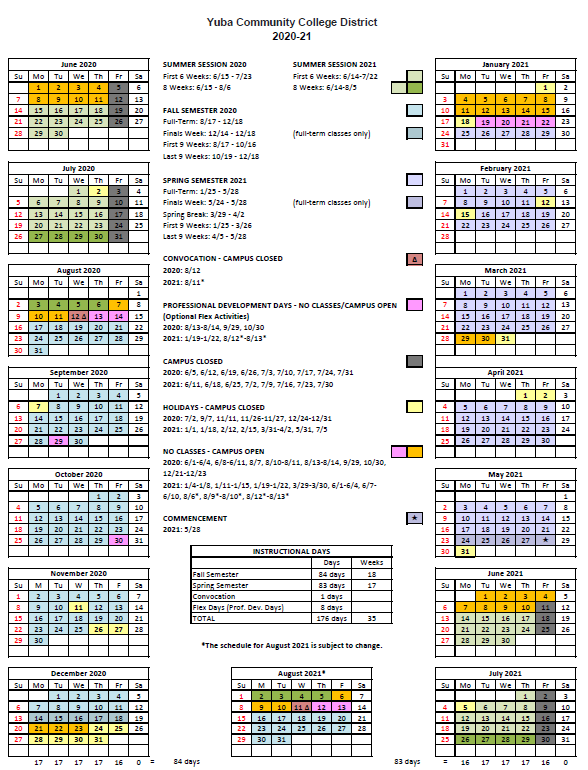 Yuba Community College District
2020-21
June 2020
Su Mo Tu We Th Fr Sa
1 2 3 4 5 6
7 8 9 10 11 12 13
14 15 16 17 18 19 20
21 22 23 24 25 26 27
28 29 30
July 2020
Su Mo Tu We Th Fr Sa
1 2 3 4
5 6 7 8 9 10 11
12 13 14 15 16 17 18
19 20 21 22 23 24 25
26 27 28 29 30 31
August 2020
Su Mo Tu We Th Fr Sa
1
2 3 4 5 6 7 8
9 10 11 12 Δ 13 14 15
16 17 18 19 20 21 22
23 24 25 26 27 28 29
30 31
September 2020
Su Mo Tu We Th Fr Sa
1 2 3 4 5
6 7 8 9 10 11 12
13 14 15 16 17 18 19
20 21 22 23 24 25 26
27 28 29 30
October 2020
Su Mo Tu We Th Fr Sa
1 2 3
4 5 6 7 8 9 10
11 12 13 14 15 16 17
18 19 20 21 22 23 24
25 26 27 28 29 30 31
November 2020
Su Mo Tu W Th F Sa
1 2 3 4 5 6 7
8 9 10 11 12 13 14
15 16 17 18 19 20 21
22 23 24 25 26 27 28
29 30
December 2020
Su Mo Tu We Th Fr Sa
1 2 3 4 5
6 7 8 9 10 11 12
13 14 15 16 17 18 19
20 21 22 23 24 25 26
27 28 29 30 31
17 17 17 17 16 0 = 84 days
SUMMER SESSION 2020 SUMMER SESSION 2021
First 6 Weeks: 6/15 - 7/23 First 6 Weeks: 6/14-7/22
8 Weeks: 6/15 - 8/6 8 Weeks: 6/14-8/5
FALL SEMESTER 2020
Full-Term: 8/17 - 12/18
Finals Week: 12/14 - 12/18 (full-term classes only)
First 9 Weeks: 8/17 - 10/16
Last 9 Weeks: 10/19 - 12/18
SPRING SEMESTER 2021
Full-Term: 1/25 - 5/28
Finals Week: 5/24 - 5/28 (full-term classes only)
Spring Break: 3/29 - 4/2
First 9 Weeks: 1/25 - 3/26
Last 9 Weeks: 4/5 - 5/28
CONVOCATION - CAMPUS CLOSED Δ
2020: 8/12
2021: 8/11*
PROFESSIONAL DEVELOPMENT DAYS - NO CLASSES/CAMPUS OPEN
(Optional Flex Activities)
2020: 8/13-8/14, 9/29, 10/30
2021: 1/19-1/22, 8/12*-8/13*
CAMPUS CLOSED
2020: 6/5, 6/12, 6/19, 6/26, 7/3, 7/10, 7/17, 7/24, 7/31
2021: 6/11, 6/18, 6/25, 7/2, 7/9, 7/16, 7/23, 7/30
HOLIDAYS - CAMPUS CLOSED
2020: 7/2, 9/7, 11/11, 11/26-11/27, 12/24-12/31
2021: 1/1, 1/18, 2/12, 2/15, 3/31-4/2, 5/31, 7/5
NO CLASSES - CAMPUS OPEN
2020: 6/1-6/4, 6/8-6/11, 8/7, 8/10-8/11, 8/13-8/14, 9/29, 10/30,
12/21-12/23
2021: 1/4-1/8, 1/11-1/15, 1/19-1/22, 3/29-3/30, 6/1-6/4, 6/7-
6/10, 8/6*, 8/9*-8/10*, 8/12*-8/13*
COMMENCEMENT ★
2021: 5/28
INSTRUCTIONAL DAYS
Days Weeks
Fall Semester 84 days 18
Spring Semester 83 days 17
Convocation 1 days
Flex Days (Prof. Dev. Days) 8 days
TOTAL 176 days 35
*The schedule for August 2021 is subject to change.
August 2021*
Su M Tu W Th F Sa
1 2 3 4 5 6 7
8 9 10 11 Δ 12 13 14
15 16 17 18 19 20 21
22 23 24 25 26 27 28
29 30 31
January 2021
Su Mo Tu We Th Fr Sa
1 2
3 4 5 6 7 8 9
10 11 12 13 14 15 16
17 18 19 20 21 22 23
24 25 26 27 28 29 30
31
February 2021
Su Mo Tu We Th Fr Sa
1 2 3 4 5 6
7 8 9 10 11 12 13
14 15 16 17 18 19 20
21 22 23 24 25 26 27
28
March 2021
Su Mo Tu We Th Fr Sa
1 2 3 4 5 6
7 8 9 10 11 12 13
14 15 16 17 18 19 20
21 22 23 24 25 26 27
28 29 30 31
April 2021
Su Mo Tu We Th Fr Sa
1 2 3
4 5 6 7 8 9 10
11 12 13 14 15 16 17
18 19 20 21 22 23 24
25 26 27 28 29 30
May 2021
Su Mo Tu We Th Fr Sa
1
2 3 4 5 6 7 8
9 10 11 12 13 14 15
16 17 18 19 20 21 22
23 24 25 26 27 ★ 29
30 31
June 2021
Su Mo Tu We Th Fr Sa
1 2 3 4 5
6 7 8 9 10 11 12
13 14 15 16 17 18 19
20 21 22 23 24 25 26
27 28 29 30
July 2021
Su Mo Tu We Th Fr Sa
1 2 3
4 5 6 7 8 9 10
11 12 13 14 15 16 17
18 19 20 21 22 23 24
25 26 27 28 29 30 31
83 days = 16 17 17 17 16 0